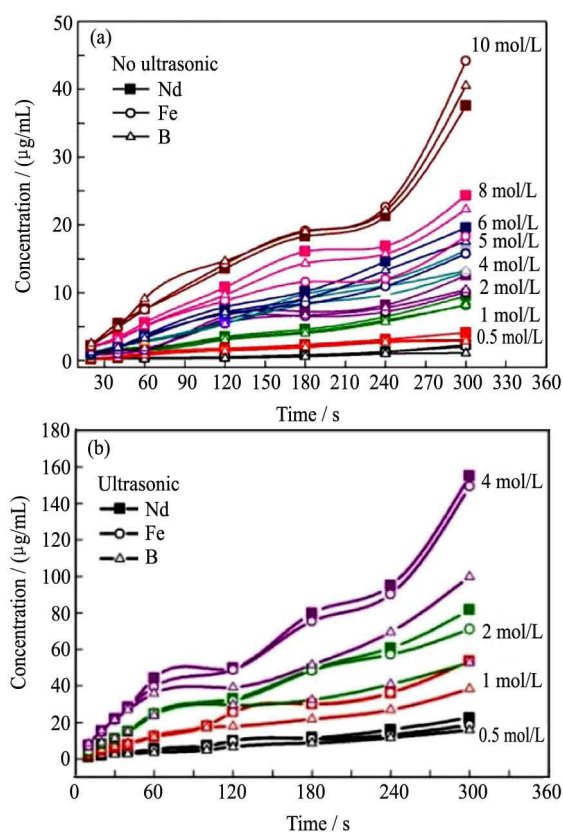 (a)
No ultrasonic
Nd
Fe
B
10 mol/L
8 mol/L
6 mol/L
5 mol/L
4 mol/L
2 mol/L
1 mol/L
0.5 mol/L
Concentration / (μg/mL)
50
45
40
30
20
10
0
0 30 60 90 120 150 180 210 240 270 300 330 360
Time / s
(b)
Ultrasonic
Nd
Fe
B
4 mol/L
2 mol/L
1 mol/L
0.5 mol/L
Concentration / (μg/mL)
180
160
140
120
100
80
60
40
20
0
0 60 120 180 240 300 360
Time / s